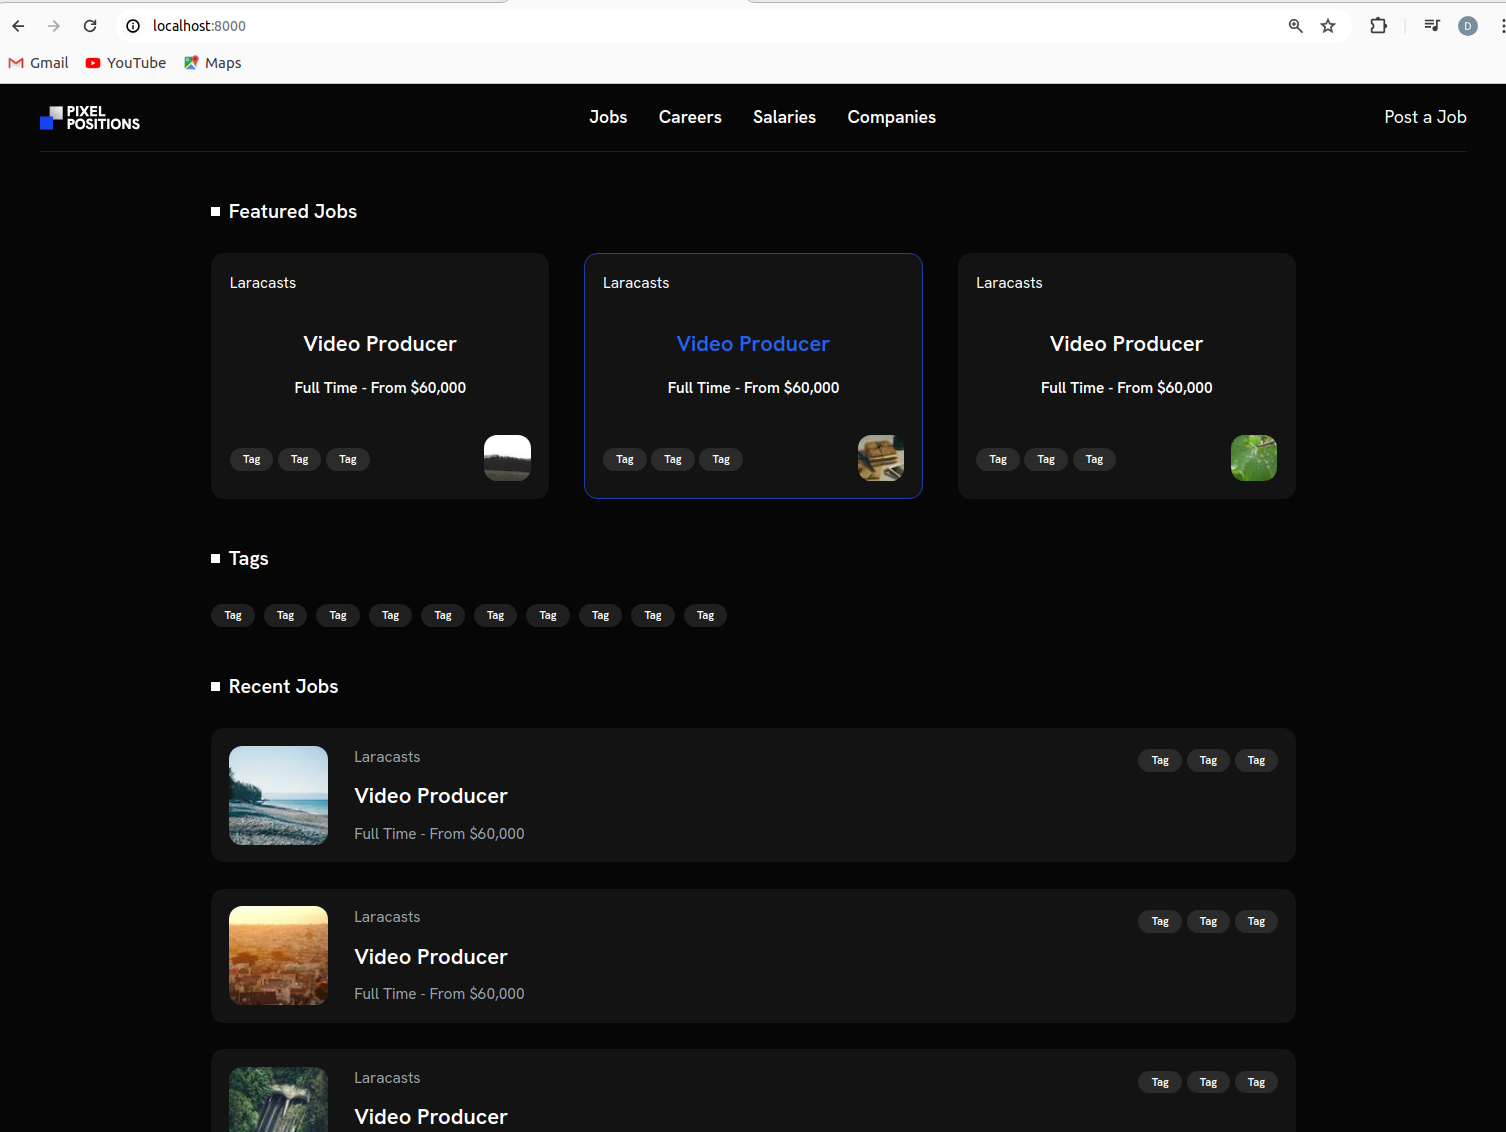 localhost:8000
D
Gmail YouTube Maps
PIXEL
POSITIONS
Jobs Careers Salaries Companies
Post a Job
Featured Jobs
Laracasts
Video Producer
Full Time - From $60,000
Tag Tag Tag
Laracasts
Video Producer
Full Time - From $60,000
Tag Tag Tag
Laracasts
Video Producer
Full Time - From $60,000
Tag Tag Tag
Tags
Tag Tag Tag Tag Tag Tag Tag Tag Tag Tag
Recent Jobs
Laracasts
Video Producer
Full Time - From $60,000
Tag Tag Tag
Laracasts
Video Producer
Full Time - From $60,000
Tag Tag Tag
Laracasts
Video Producer
Tag Tag Tag